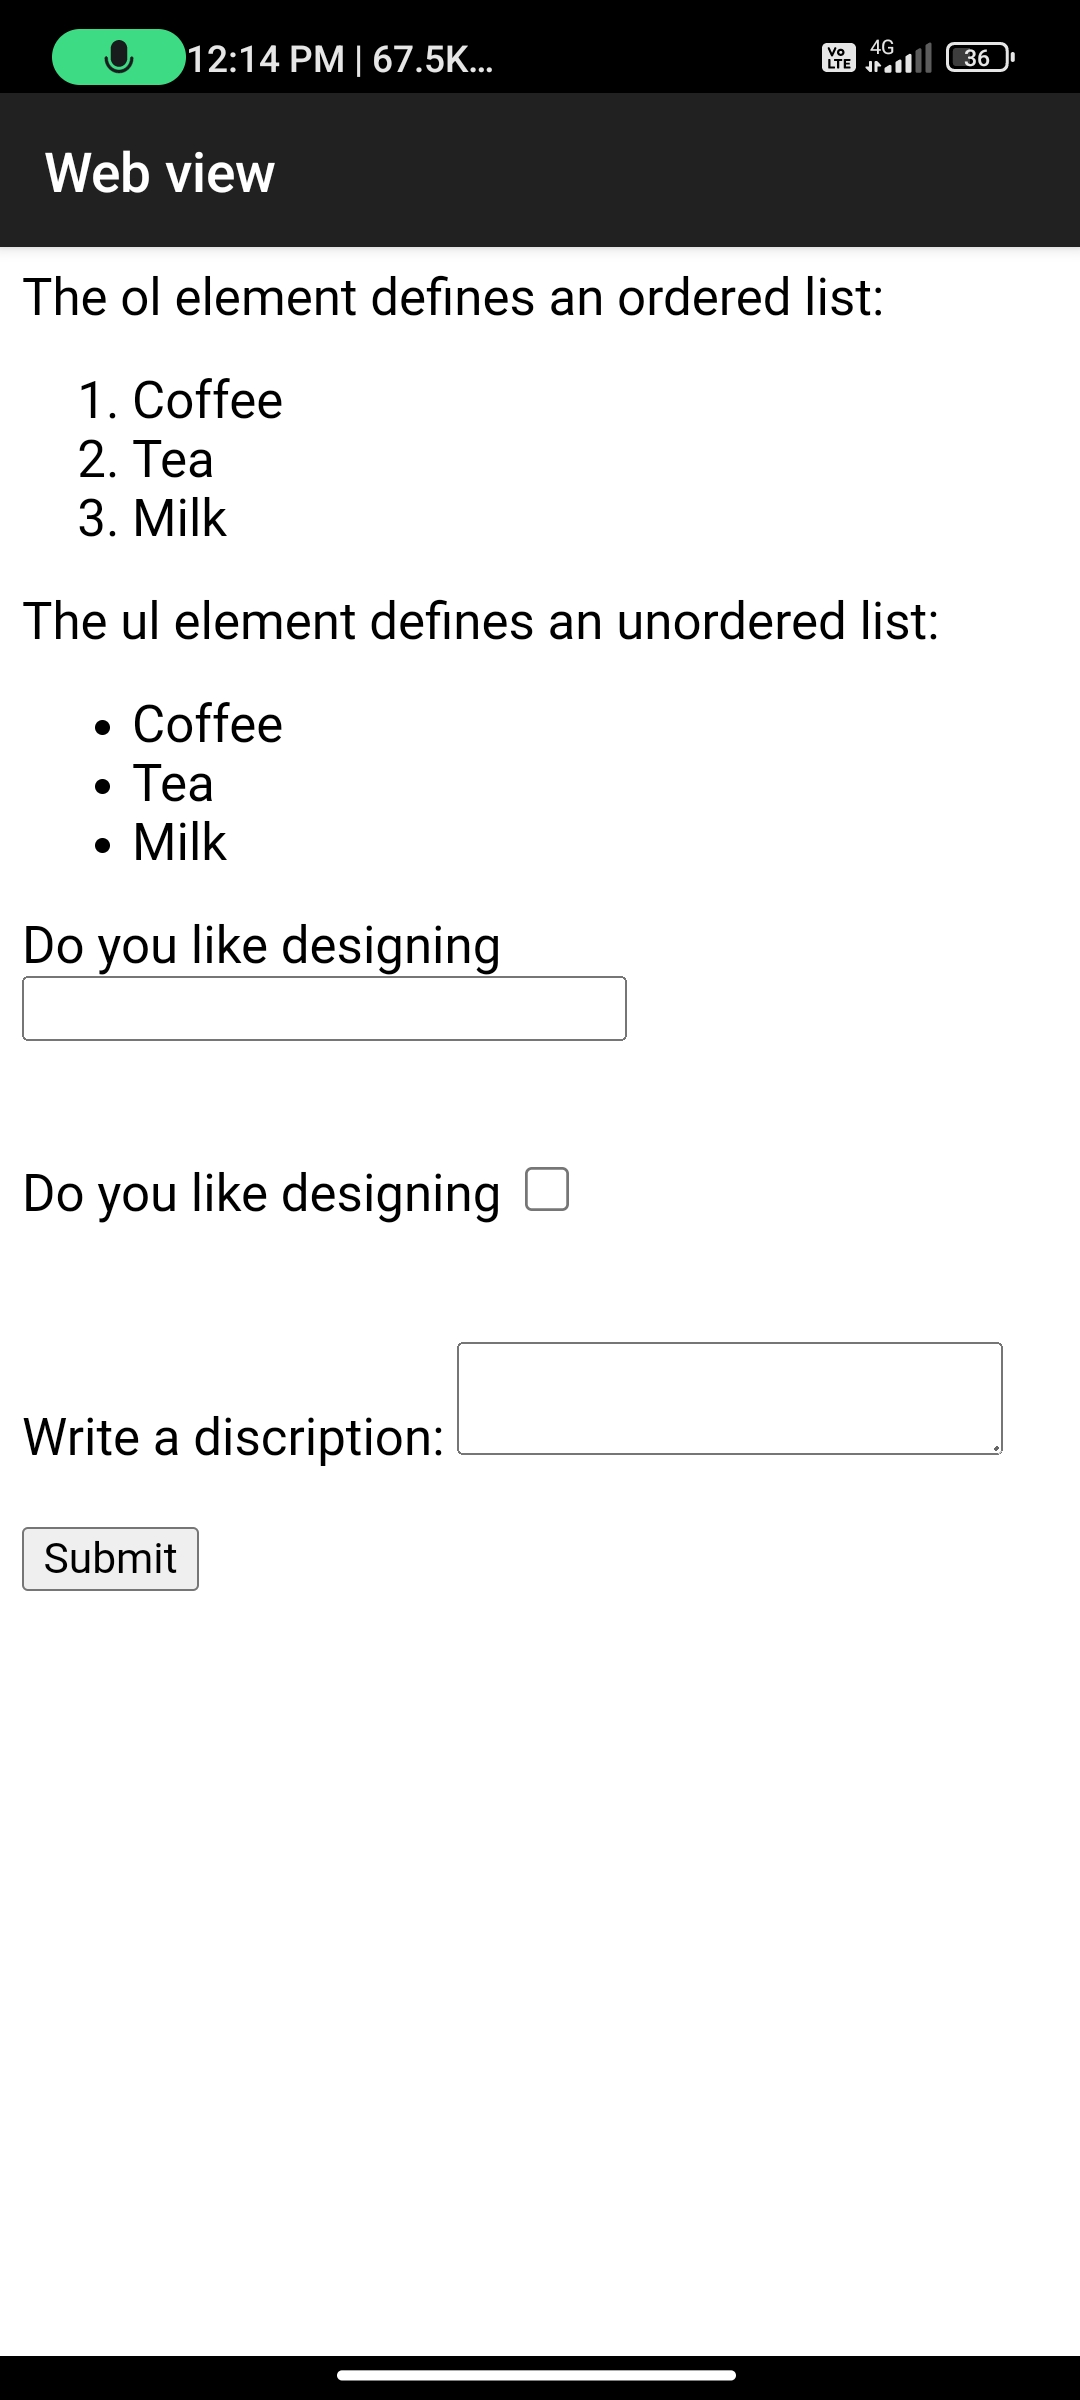 12:14 PM | 67.5K...
Vo LTE
4G
36
Web view
The ol element defines an ordered list:
1. Coffee
2. Tea
3. Milk
The ul element defines an unordered list:
• Coffee
• Tea
• Milk
Do you like designing
Do you like designing
Write a discription:
Submit